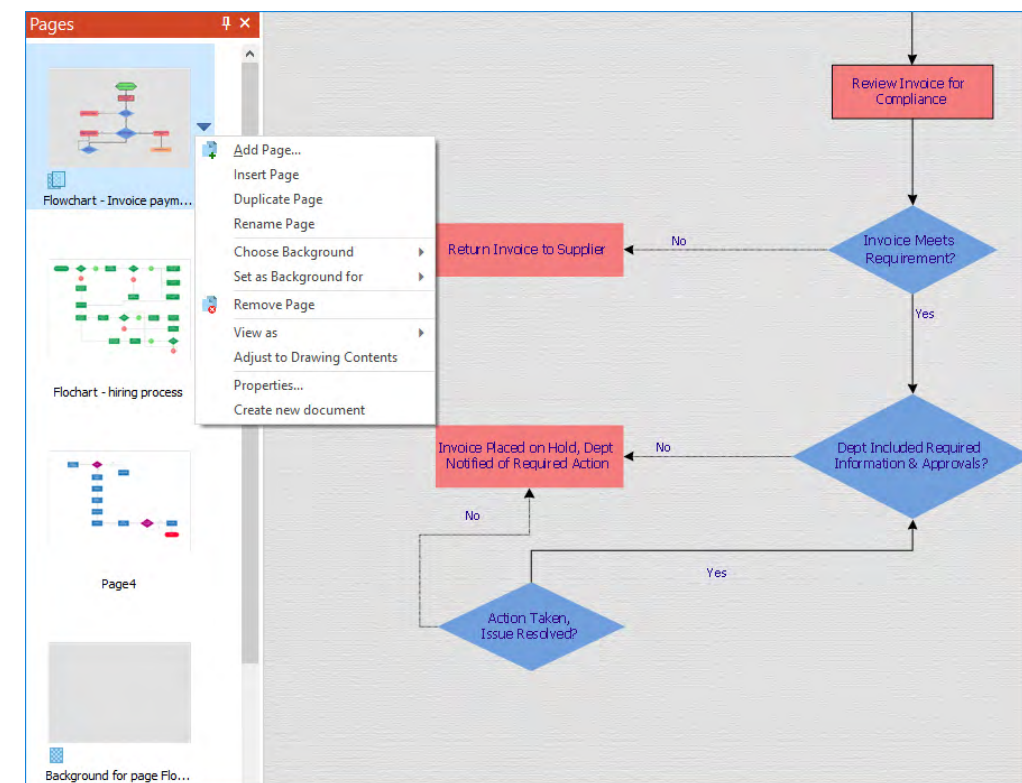 Pages
Flowchart - Invoice paym...
Flochart - hiring process
Page4
Background for page Flo...
Add Page...
Insert Page
Duplicate Page
Rename Page
Choose Background
Set as Background for
Remove Page
View as
Adjust to Drawing Contents
Properties...
Create new document
Review Invoice for
Compliance
Invoice Meets
Requirement?
No
Return Invoice to Supplier
Yes
Dept Included Required
Information & Approvals?
No
Invoice Placed on Hold, Dept
Notified of Required Action
No
Yes
Action Taken,
Issue Resolved?